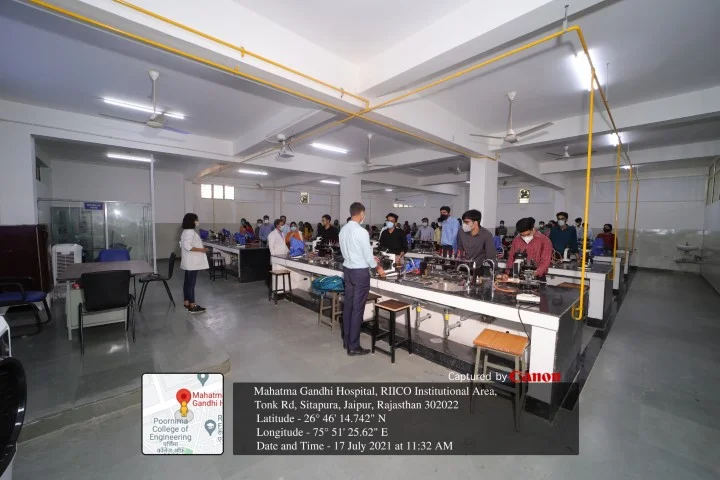 Captured by Canon
Mahatma
Gandhi H
Poornima
College of
Engineering
R
Mahatma Gandhi Hospital, RIICO Institutional Area,
Tonk Rd, Sitapura, Jaipur, Rajasthan 302022
Latitude - 26° 46' 14.742" N
Longitude - 75° 51' 25.62" E
Date and Time - 17 July 2021 at 11:32 AM